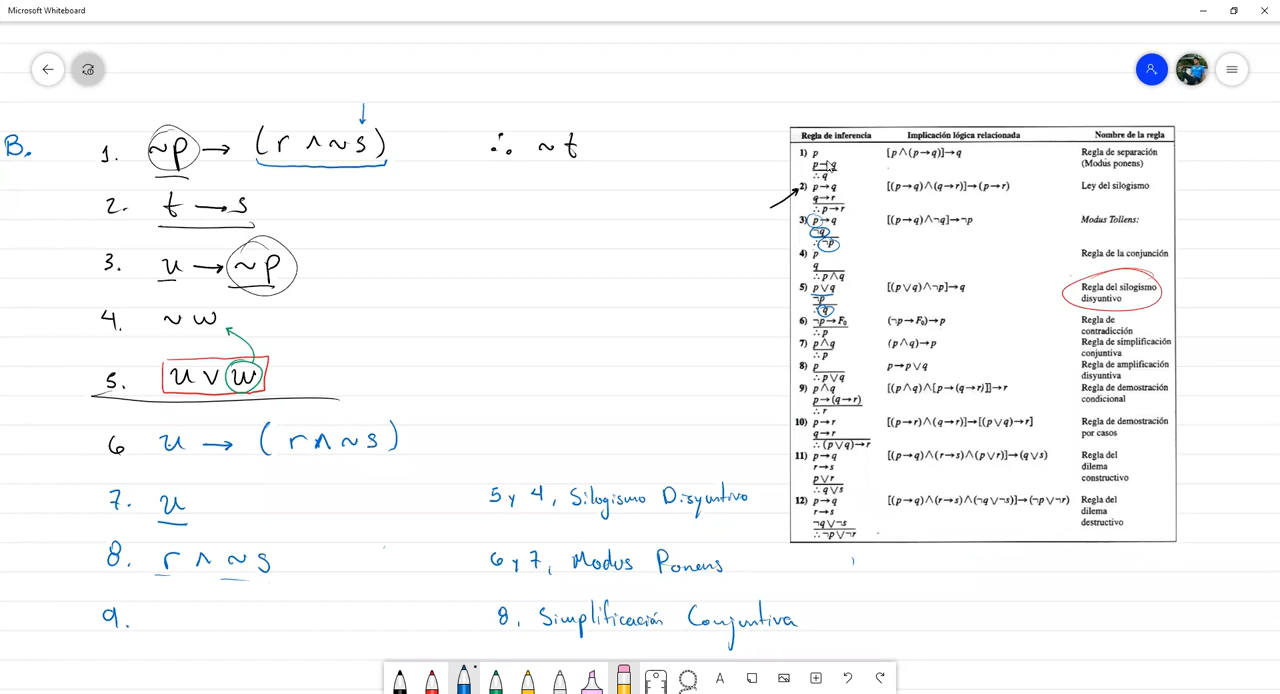 Microsoft Whiteboard
B.
1. ~p → (r ∧ ~s) ∴ ~t
2. t → s
3. u → ~p
4. ~w
5. u ∨ w
6 u → (r ∧ ~s)
7. u 5 y 4, Silogismo Disyuntivo
8. r ∧ ~s 6 y 7, Modus Ponens
9. 8, Simplificación Conjuntiva
Regla de inferencia Implicación lógica relacionada Nombre de la regla
1) p [p∧(p→q)]→q Regla de separación
p→q (Modus ponens)
∴ q
2) p→q [(p→q)∧(q→r)]→(p→r) Ley del silogismo
q→r
∴ p→r
3) p→q [(p→q)∧¬q]→¬p Modus Tollens:
¬q
∴ ¬p
4) p Regla de la conjunción
q
∴ p∧q
5) p∨q [(p∨q)∧¬p]→q Regla del silogismo
¬p disyuntivo
∴ q
6) ¬p→F₀ (¬p→F₀)→p Regla de
∴ p contradicción
7) p∧q (p∧q)→p Regla de simplificación
∴ p conjuntiva
8) p p→p∨q Regla de amplificación
∴ p∨q disyuntiva
9) p∧q [(p∧q)∧[p→(q→r)]]→r Regla de demostración
p→(q→r) condicional
∴ r
10) p→r [(p→r)∧(q→r)]→[(p∨q)→r] Regla de demostración
q→r por casos
∴ (p∨q)→r
11) p→q [(p→q)∧(r→s)∧(p∨r)]→(q∨s) Regla del
r→s dilema
p∨r constructivo
∴ q∨s
12) p→q [(p→q)∧(r→s)∧(¬q∨¬s)]→(¬p∨¬r) Regla del
r→s dilema
¬q∨¬s destructivo
∴ ¬p∨¬r